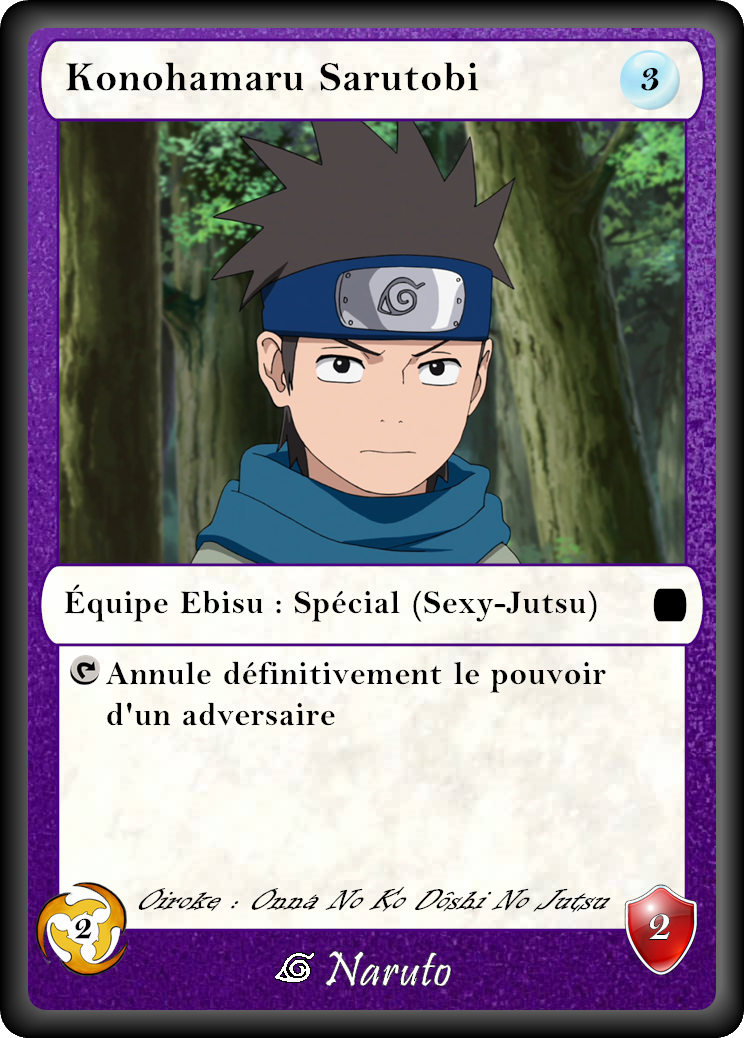 Konohamaru Sarutobi
3
Équipe Ebisu : Spécial (Sexy-Jutsu)
Annule définitivement le pouvoir
d'un adversaire
Oiroke : Onna No Ko Dôshi No Jutsu
2
2
Naruto